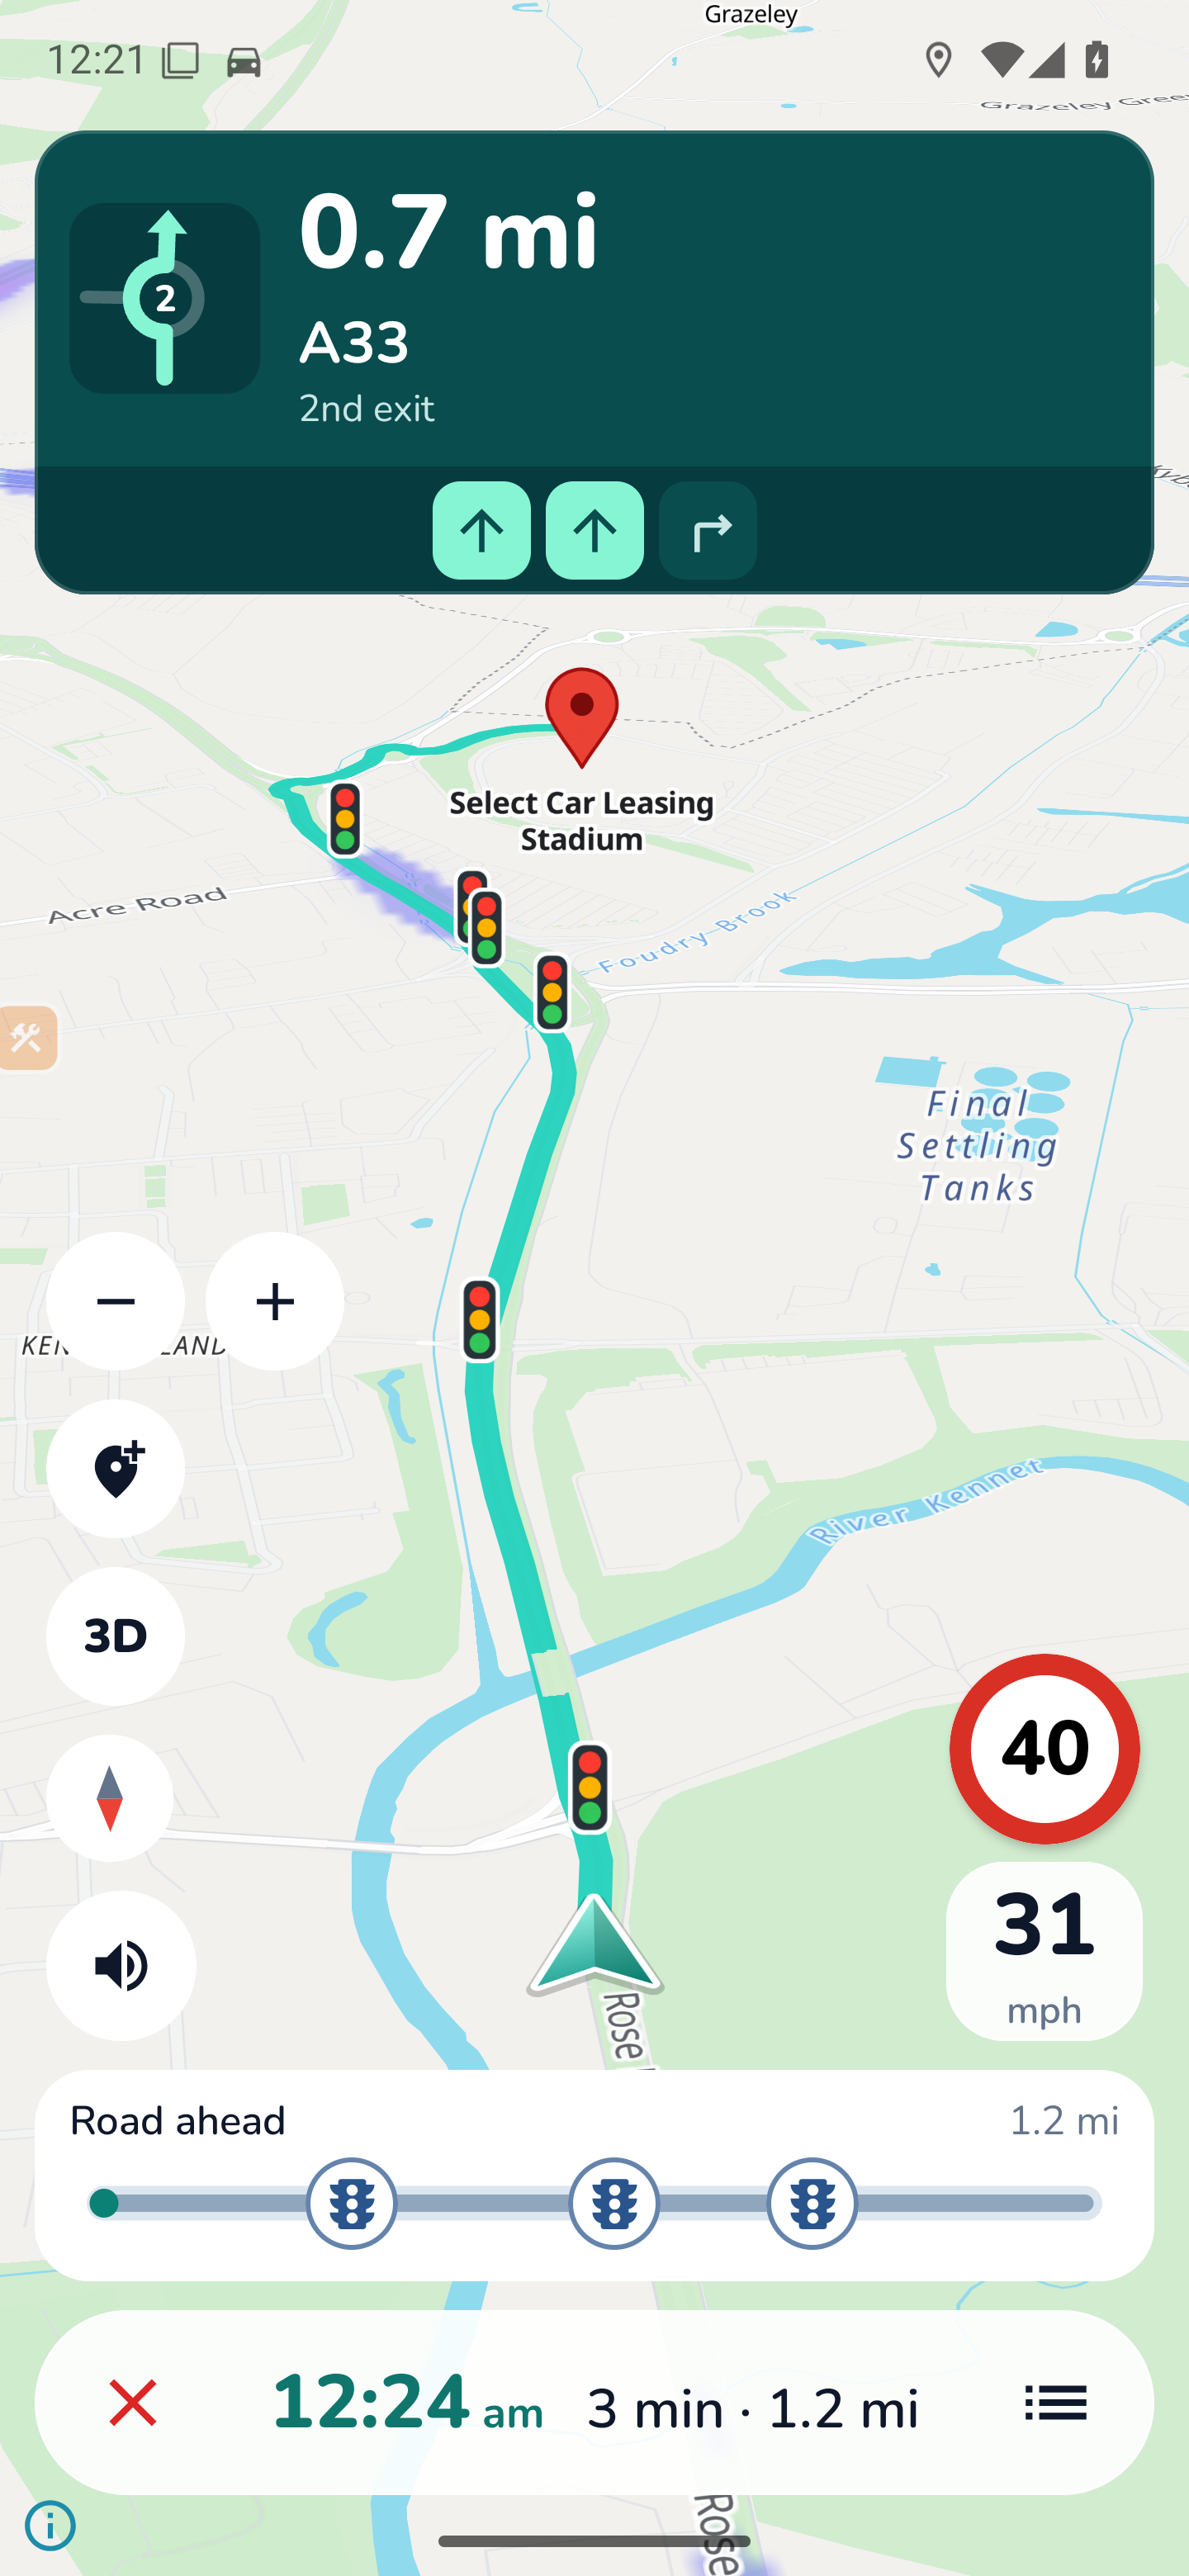 Grazeley
12:21
0.7 mi
2
A33
2nd exit
Select Car Leasing
Stadium
Acre Road
Foudry Brook
Final
Settling
Tanks
River Kennet
3D
40
31
mph
Rose
Road ahead
1.2 mi
12:24 am
3 min · 1.2 mi
Rose